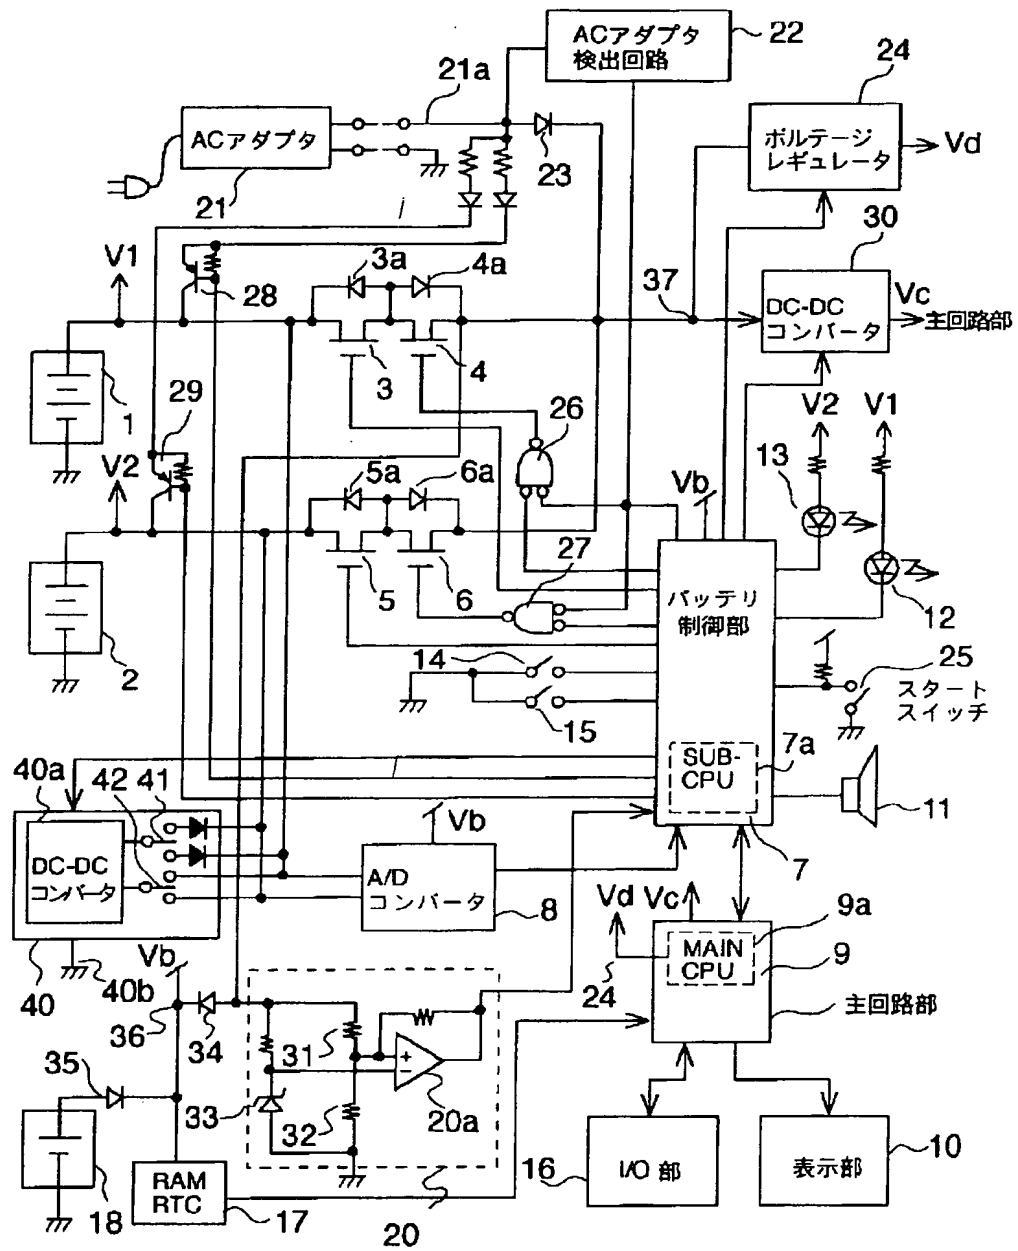 ACアダプタ
検出回路
22
24
21a
ACアダプタ
ボルテージ
レギュレータ
Vd
23
21
30
V1
3a
4a
28
37
DC-DC
コンバータ
Vc
主回路部
3
4
1
29
26
V2
V1
V2
5a
6a
13
Vb
27
バッテリ
制御部
5
6
12
2
14
25
スタート
スイッチ
15
SUB-
CPU
7a
40a
42
41
11
DC-DC
コンバータ
Vb
7
A/D
コンバータ
8
Vd
Vc
9a
MAIN
CPU
9
40
40b
Vb
24
主回路部
36
34
31
+
−
35
33
32
20a
I/O 部
16
表示部
10
RAM
RTC
18
17
20